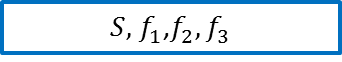 S, f₁,f₂, f₃